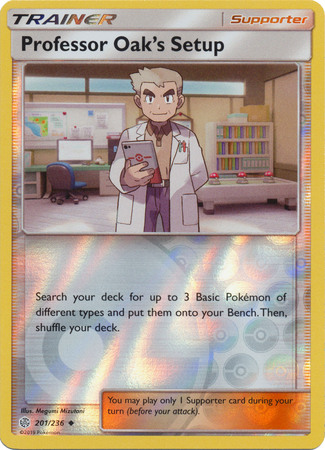 TRAINER Supporter
Professor Oak's Setup
Search your deck for up to 3 Basic Pokémon of
different types and put them onto your Bench. Then,
shuffle your deck.
Illus. Megumi Mizutani
201/236
©2019 Pokémon
You may play only 1 Supporter card during your
turn (before your attack).